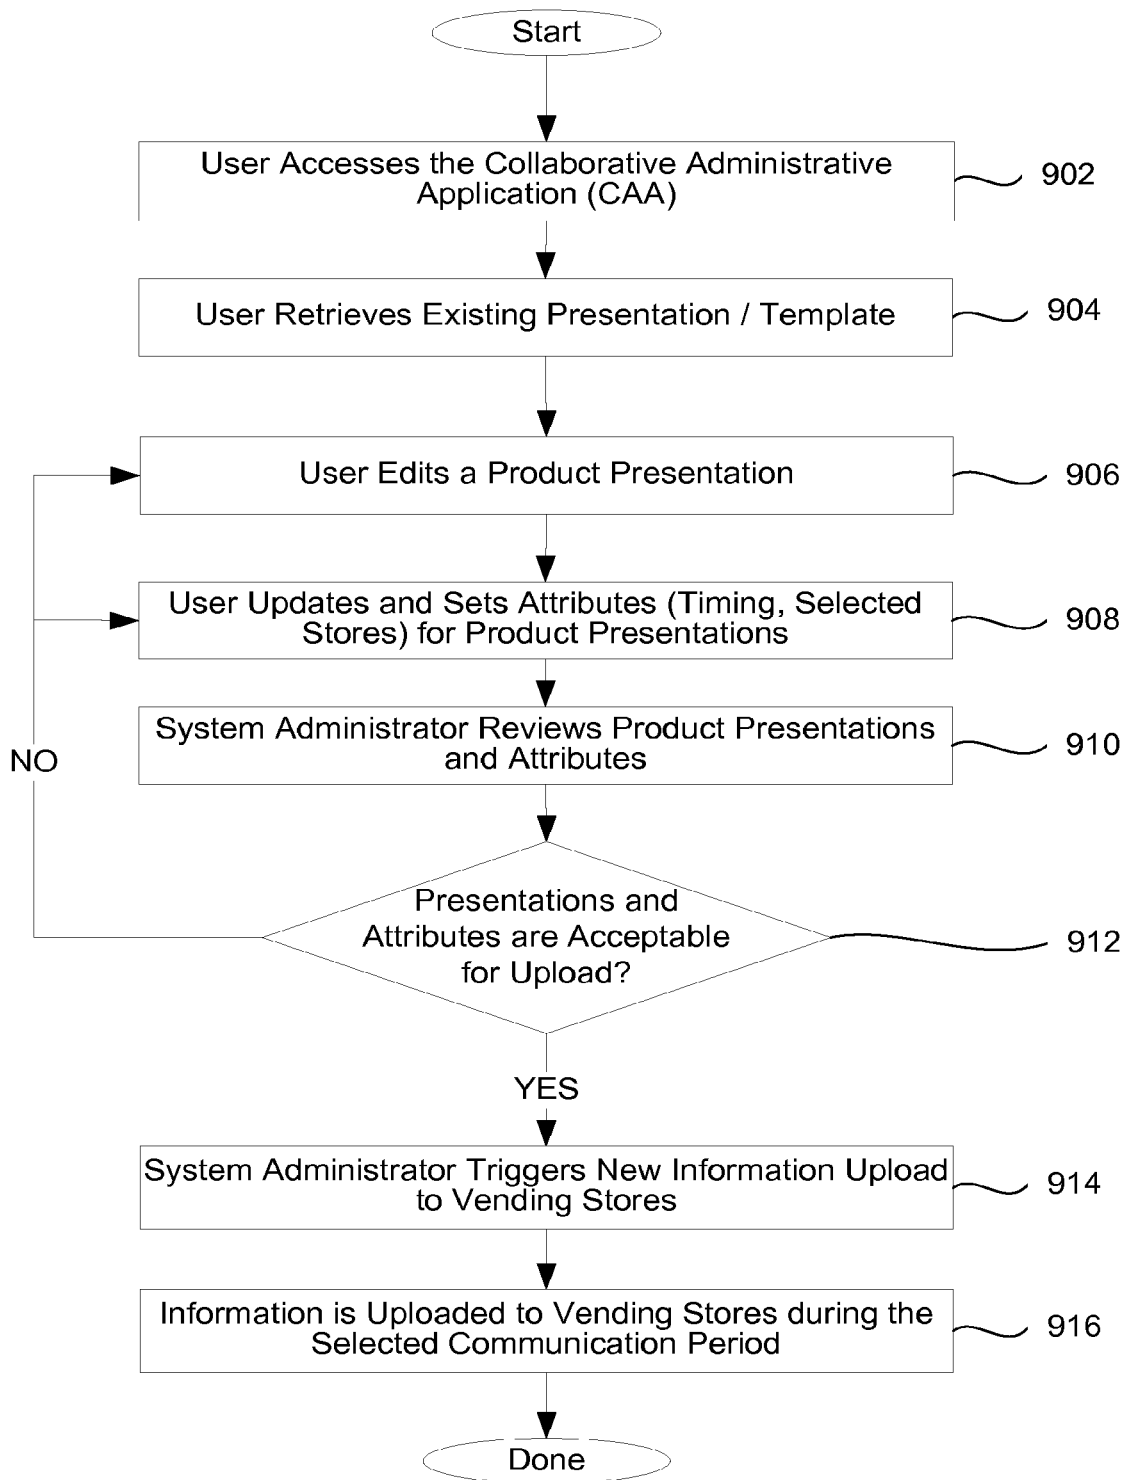 Start
User Accesses the Collaborative Administrative
Application (CAA)
902
User Retrieves Existing Presentation / Template
904
User Edits a Product Presentation
906
User Updates and Sets Attributes (Timing, Selected
Stores) for Product Presentations
908
System Administrator Reviews Product Presentations
and Attributes
910
NO
Presentations and
Attributes are Acceptable
for Upload?
912
YES
System Administrator Triggers New Information Upload
to Vending Stores
914
Information is Uploaded to Vending Stores during the
Selected Communication Period
916
Done